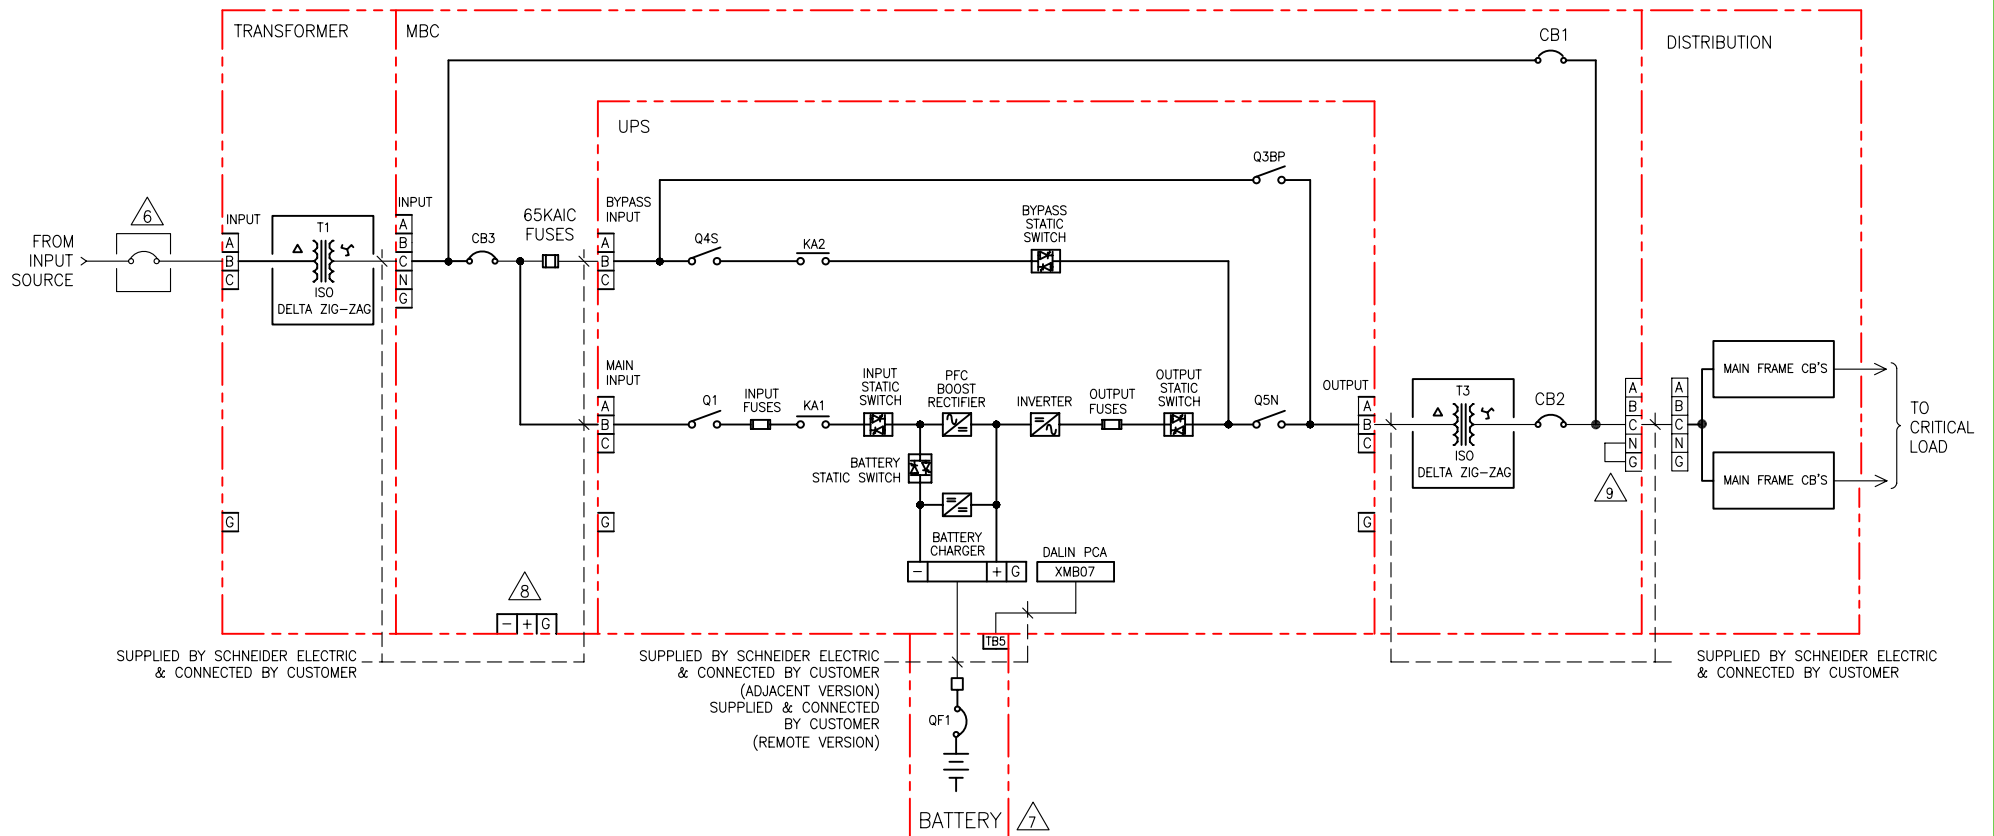 TRANSFORMER
MBC
CB1
DISTRIBUTION
UPS
Q3BP
6
INPUT
INPUT
65KAIC
FUSES
BYPASS
INPUT
BYPASS
STATIC
SWITCH
FROM
INPUT
SOURCE
A
B
C
T1
ISO
DELTA ZIG-ZAG
A
B
C
N
G
CB3
A
B
C
Q4S
KA2
MAIN
INPUT
A
B
C
Q1
INPUT
FUSES
KA1
INPUT
STATIC
SWITCH
PFC
BOOST
RECTIFIER
INVERTER
OUTPUT
FUSES
OUTPUT
STATIC
SWITCH
Q5N
OUTPUT
A
B
C
T3
ISO
DELTA ZIG-ZAG
CB2
A
B
C
N
G
A
B
C
N
G
MAIN FRAME CB'S
MAIN FRAME CB'S
TO
CRITICAL
LOAD
BATTERY
STATIC SWITCH
9
G
G
G
BATTERY
CHARGER
- + G
DALIN PCA
XMB07
8
- + G
TB5
SUPPLIED BY SCHNEIDER ELECTRIC
& CONNECTED BY CUSTOMER
SUPPLIED BY SCHNEIDER ELECTRIC
& CONNECTED BY CUSTOMER
(ADJACENT VERSION)
SUPPLIED & CONNECTED
BY CUSTOMER
(REMOTE VERSION)
SUPPLIED BY SCHNEIDER ELECTRIC
& CONNECTED BY CUSTOMER
QF1
BATTERY
7